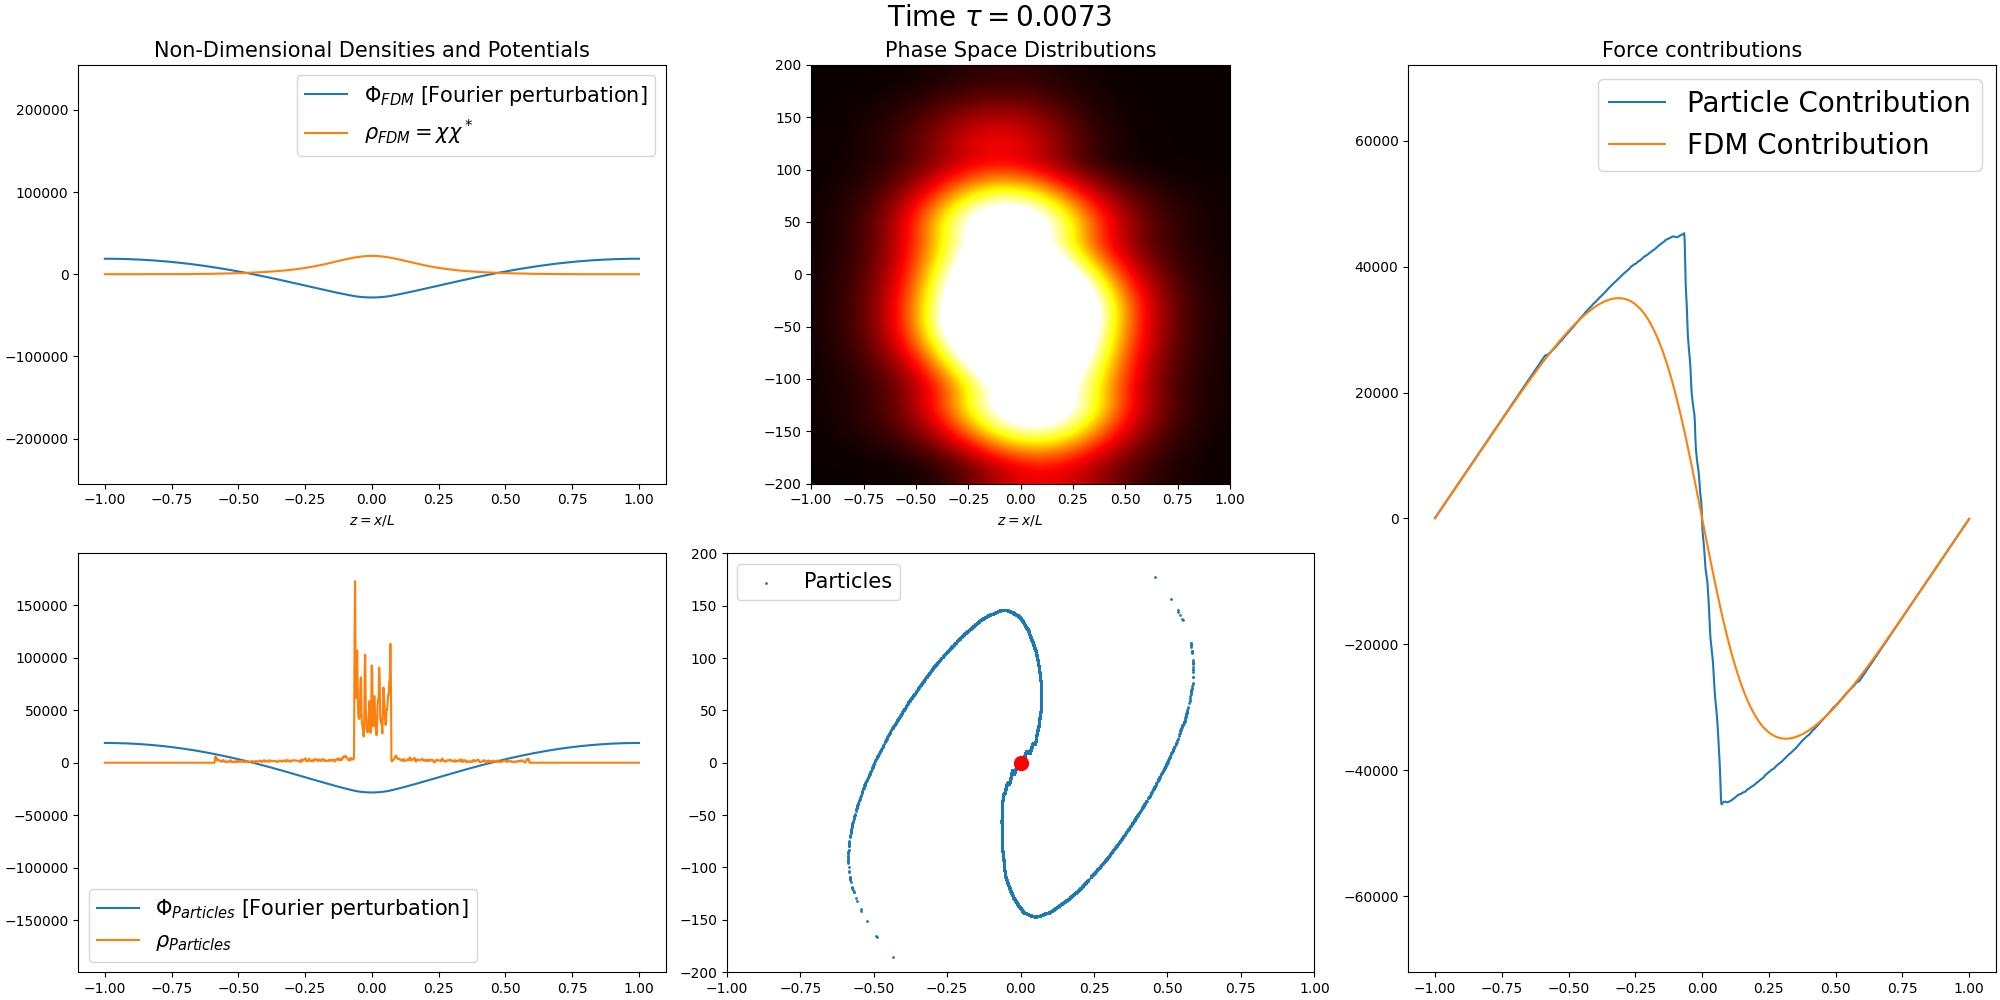 Time τ = 0.0073
Non-Dimensional Densities and Potentials
Φ_FDM [Fourier perturbation]
ρ_FDM = χχ*
200000
100000
0
−100000
−200000
−1.00 −0.75 −0.50 −0.25 0.00 0.25 0.50 0.75 1.00
z = x/L
Phase Space Distributions
200
150
100
50
0
−50
−100
−150
−200
−1.00 −0.75 −0.50 −0.25 0.00 0.25 0.50 0.75 1.00
z = x/L
Force contributions
Particle Contribution
FDM Contribution
60000
40000
20000
0
−20000
−40000
−60000
−1.00 −0.75 −0.50 −0.25 0.00 0.25 0.50 0.75 1.00
150000
100000
50000
0
−50000
−100000
−150000
Φ_Particles [Fourier perturbation]
ρ_Particles
−1.00 −0.75 −0.50 −0.25 0.00 0.25 0.50 0.75 1.00
Particles
200
150
100
50
0
−50
−100
−150
−200
−1.00 −0.75 −0.50 −0.25 0.00 0.25 0.50 0.75 1.00